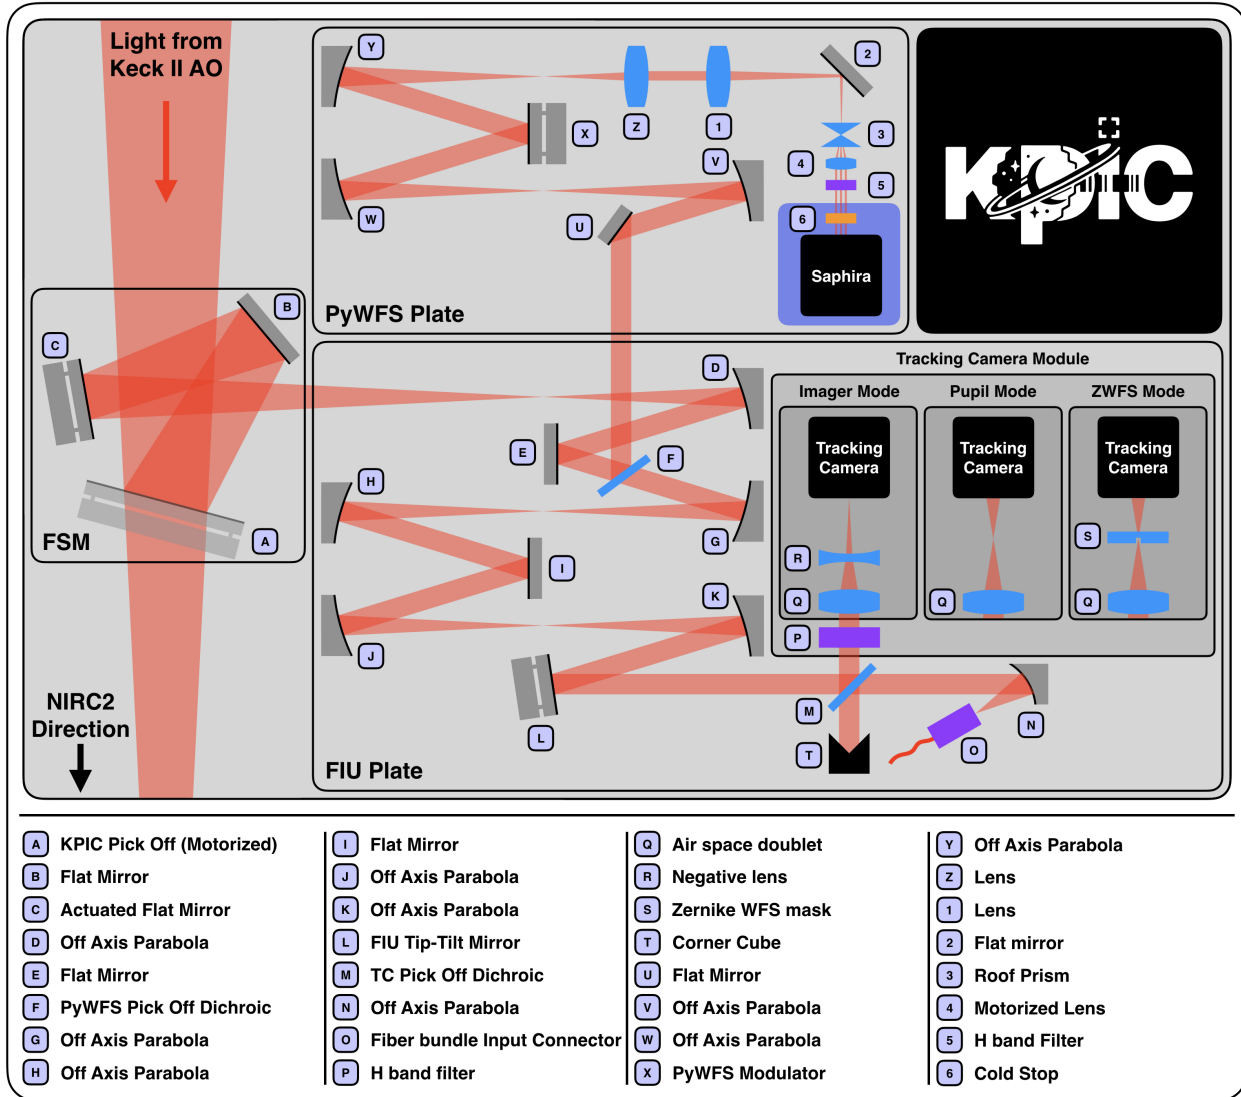 Light from
Keck II AO
Y
2
Z
1
X
3
V
4
5
W
U
6
Saphira
PyWFS Plate
KPIC
B
C
A
FSM
NIRC2
Direction
D
E
F
H
G
I
K
J
L
M
T
N
O
FIU Plate
Tracking Camera Module
Imager Mode
Pupil Mode
ZWFS Mode
Tracking
Camera
Tracking
Camera
Tracking
Camera
R
S
Q
Q
Q
P
A KPIC Pick Off (Motorized)
B Flat Mirror
C Actuated Flat Mirror
D Off Axis Parabola
E Flat Mirror
F PyWFS Pick Off Dichroic
G Off Axis Parabola
H Off Axis Parabola
I Flat Mirror
J Off Axis Parabola
K Off Axis Parabola
L FIU Tip-Tilt Mirror
M TC Pick Off Dichroic
N Off Axis Parabola
O Fiber bundle Input Connector
P H band filter
Q Air space doublet
R Negative lens
S Zernike WFS mask
T Corner Cube
U Flat Mirror
V Off Axis Parabola
W Off Axis Parabola
X PyWFS Modulator
Y Off Axis Parabola
Z Lens
1 Lens
2 Flat mirror
3 Roof Prism
4 Motorized Lens
5 H band Filter
6 Cold Stop